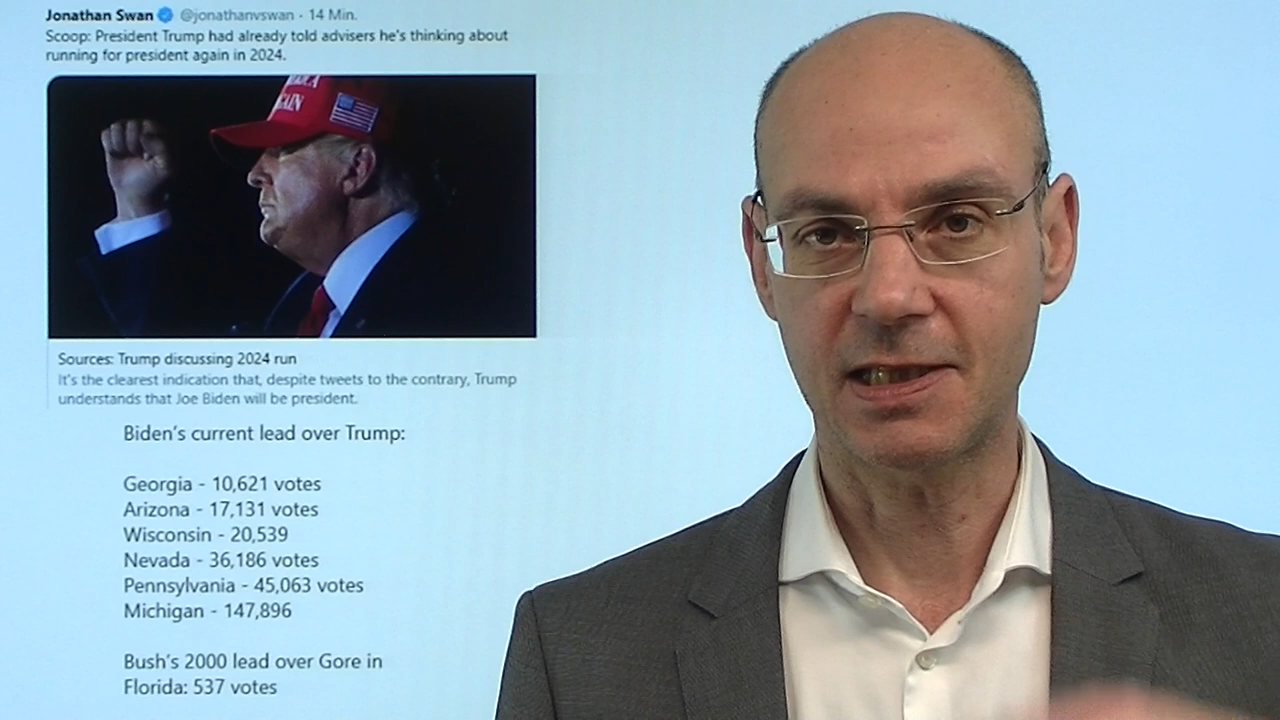 Jonathan Swan @jonathanvswan · 14 Min.
Scoop: President Trump had already told advisers he's thinking about
running for president again in 2024.
AGAIN
Sources: Trump discussing 2024 run
It's the clearest indication that, despite tweets to the contrary, Trump
understands that Joe Biden will be president.
Biden's current lead over Trump:
Georgia - 10,621 votes
Arizona - 17,131 votes
Wisconsin - 20,539
Nevada - 36,186 votes
Pennsylvania - 45,063 votes
Michigan - 147,896
Bush's 2000 lead over Gore in
Florida: 537 votes